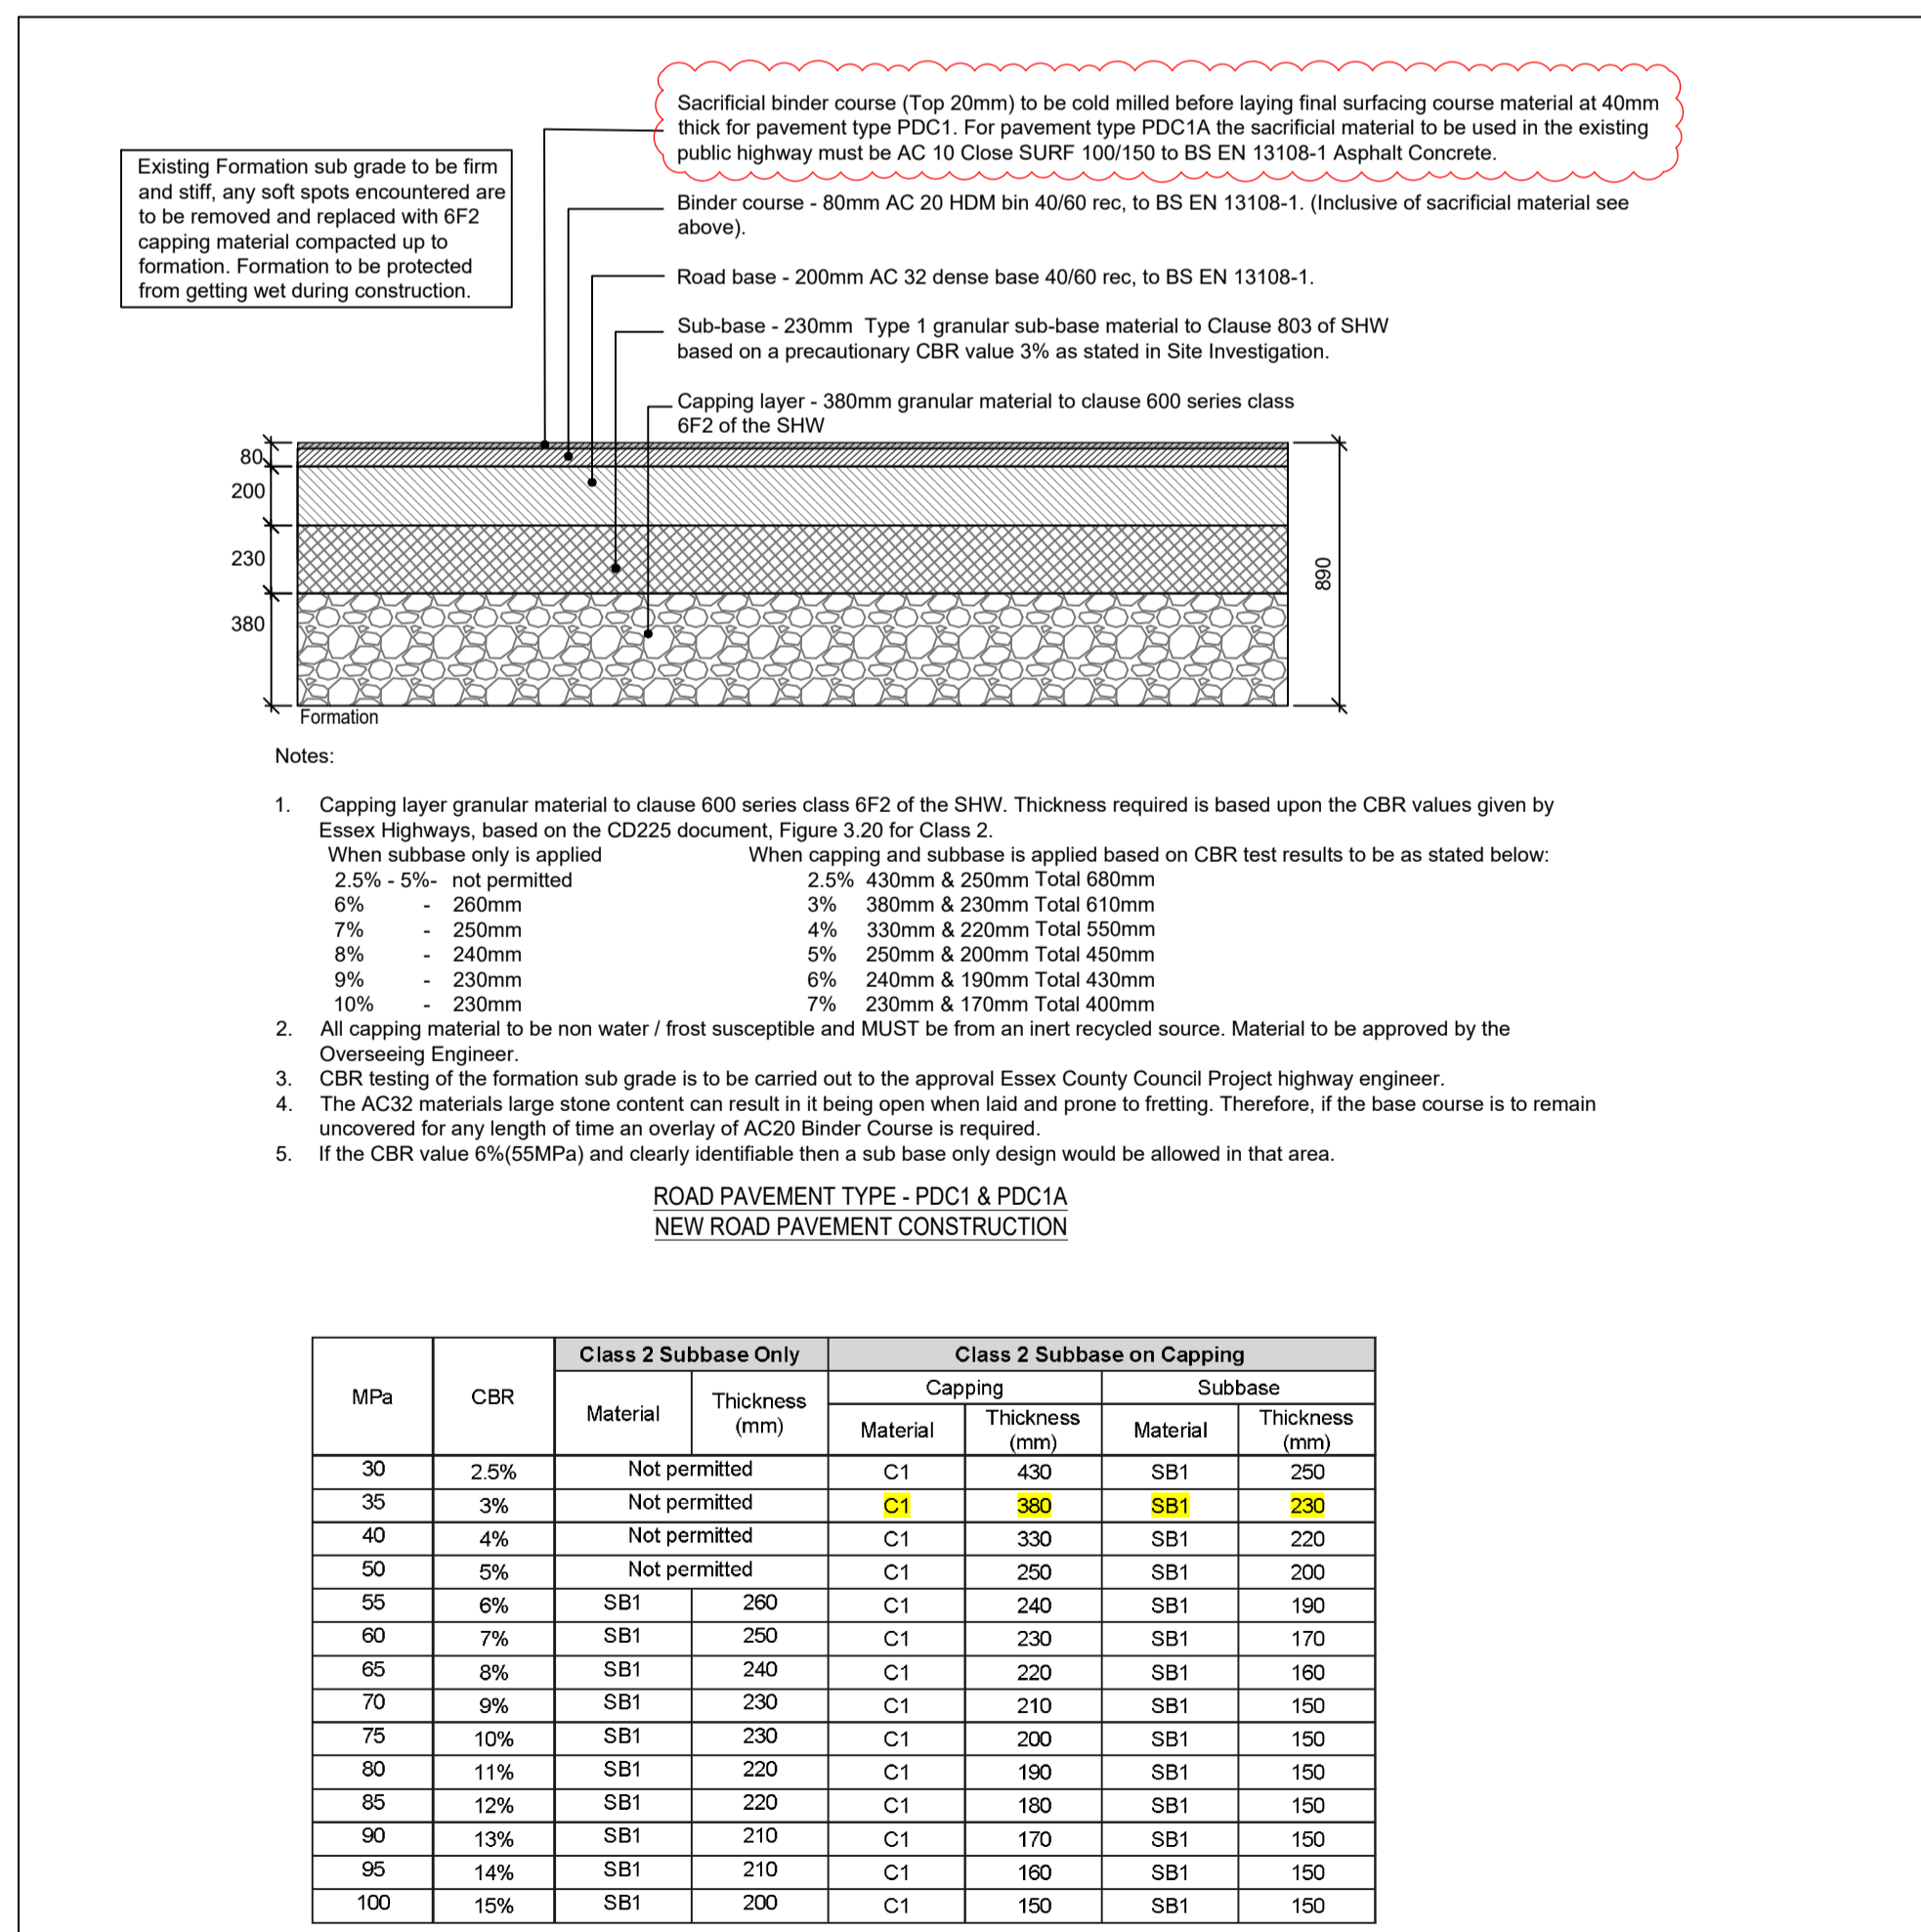 Sacrificial binder course (Top 20mm) to be cold milled before laying final surfacing course material at 40mm
thick for pavement type PDC1. For pavement type PDC1A the sacrificial material to be used in the existing
public highway must be AC 10 Close SURF 100/150 to BS EN 13108-1 Asphalt Concrete.
Existing Formation sub grade to be firm
and stiff, any soft spots encountered are
to be removed and replaced with 6F2
capping material compacted up to
formation. Formation to be protected
from getting wet during construction.
Binder course - 80mm AC 20 HDM bin 40/60 rec, to BS EN 13108-1. (Inclusive of sacrificial material see
above).
Road base - 200mm AC 32 dense base 40/60 rec, to BS EN 13108-1.
Sub-base - 230mm Type 1 granular sub-base material to Clause 803 of SHW
based on a precautionary CBR value 3% as stated in Site Investigation.
Capping layer - 380mm granular material to clause 600 series class
6F2 of the SHW
80
200
230
380
890
Formation
Notes:
1. Capping layer granular material to clause 600 series class 6F2 of the SHW. Thickness required is based upon the CBR values given by
Essex Highways, based on the CD225 document, Figure 3.20 for Class 2.
When subbase only is applied When capping and subbase is applied based on CBR test results to be as stated below:
2.5% - 5%- not permitted 2.5% 430mm & 250mm Total 680mm
6% - 260mm 3% 380mm & 230mm Total 610mm
7% - 250mm 4% 330mm & 220mm Total 550mm
8% - 240mm 5% 250mm & 200mm Total 450mm
9% - 230mm 6% 240mm & 190mm Total 430mm
10% - 230mm 7% 230mm & 170mm Total 400mm
2. All capping material to be non water / frost susceptible and MUST be from an inert recycled source. Material to be approved by the
Overseeing Engineer.
3. CBR testing of the formation sub grade is to be carried out to the approval Essex County Council Project highway engineer.
4. The AC32 materials large stone content can result in it being open when laid and prone to fretting. Therefore, if the base course is to remain
uncovered for any length of time an overlay of AC20 Binder Course is required.
5. If the CBR value 6%(55MPa) and clearly identifiable then a sub base only design would be allowed in that area.
ROAD PAVEMENT TYPE - PDC1 & PDC1A
NEW ROAD PAVEMENT CONSTRUCTION
MPa CBR Class 2 Subbase Only Class 2 Subbase on Capping
Capping Subbase
Material Thickness (mm) Material Thickness (mm) Material Thickness (mm)
30 2.5% Not permitted C1 430 SB1 250
35 3% Not permitted C1 380 SB1 230
40 4% Not permitted C1 330 SB1 220
50 5% Not permitted C1 250 SB1 200
55 6% SB1 260 C1 240 SB1 190
60 7% SB1 250 C1 230 SB1 170
65 8% SB1 240 C1 220 SB1 160
70 9% SB1 230 C1 210 SB1 150
75 10% SB1 230 C1 200 SB1 150
80 11% SB1 220 C1 190 SB1 150
85 12% SB1 220 C1 180 SB1 150
90 13% SB1 210 C1 170 SB1 150
95 14% SB1 210 C1 160 SB1 150
100 15% SB1 200 C1 150 SB1 150